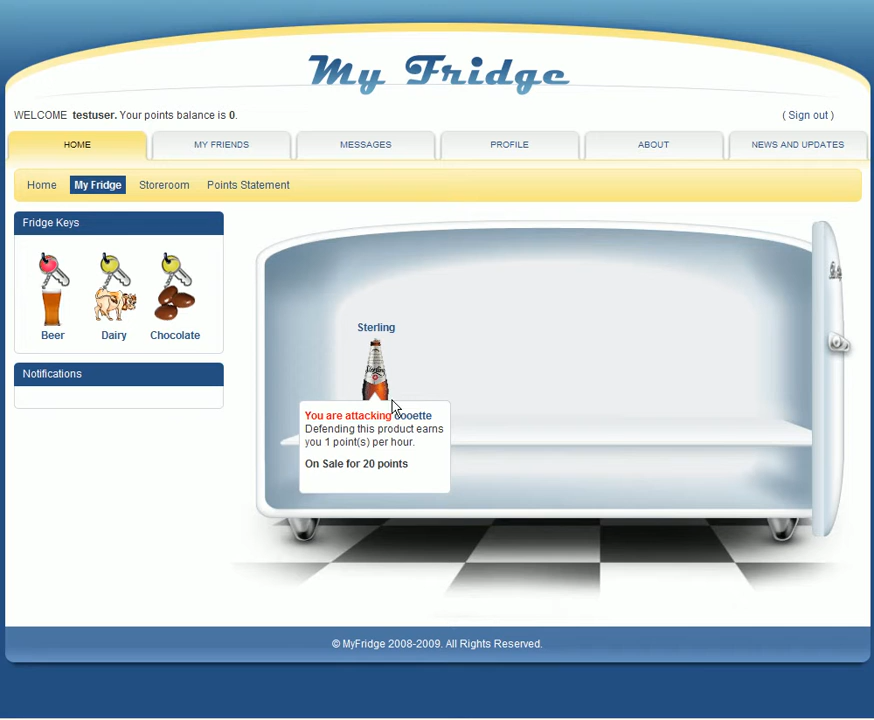 My Fridge
WELCOME testuser. Your points balance is 0.
( Sign out )
HOME
MY FRIENDS
MESSAGES
PROFILE
ABOUT
NEWS AND UPDATES
Home
My Fridge
Storeroom
Points Statement
Fridge Keys
Beer
Dairy
Chocolate
Notifications
Sterling
Sterling
You are attacking
Defending this product earns
you 1 point(s) per hour.
On Sale for 20 points
© MyFridge 2008-2009. All Rights Reserved.